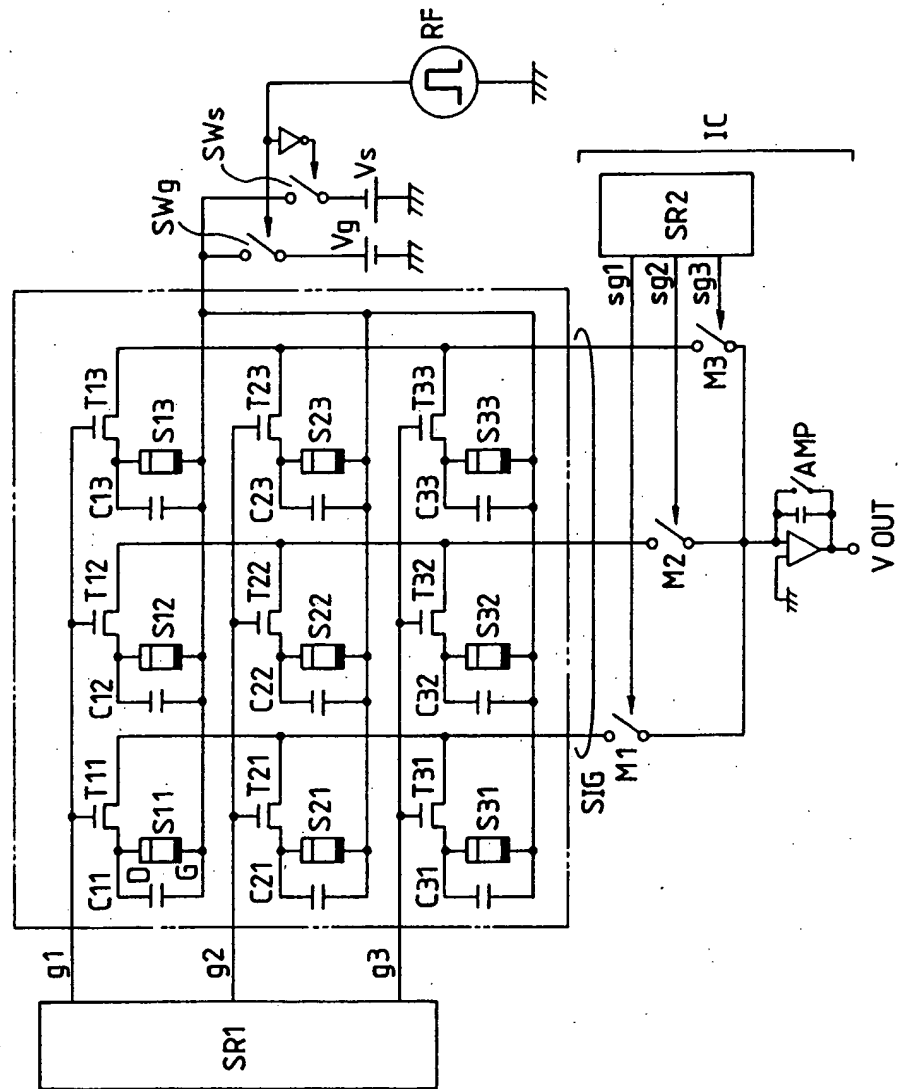 SR1
g1
g2
g3
C11
D
G
S11
T11
C12
S12
T12
C13
S13
T13
C21
S21
T21
C22
S22
T22
C23
S23
T23
C31
S31
T31
C32
S32
T32
C33
S33
T33
SWg
SWs
Vg
Vs
RF
SIG
M1
M2
M3
sg1
sg2
sg3
SR2
IC
AMP
V OUT